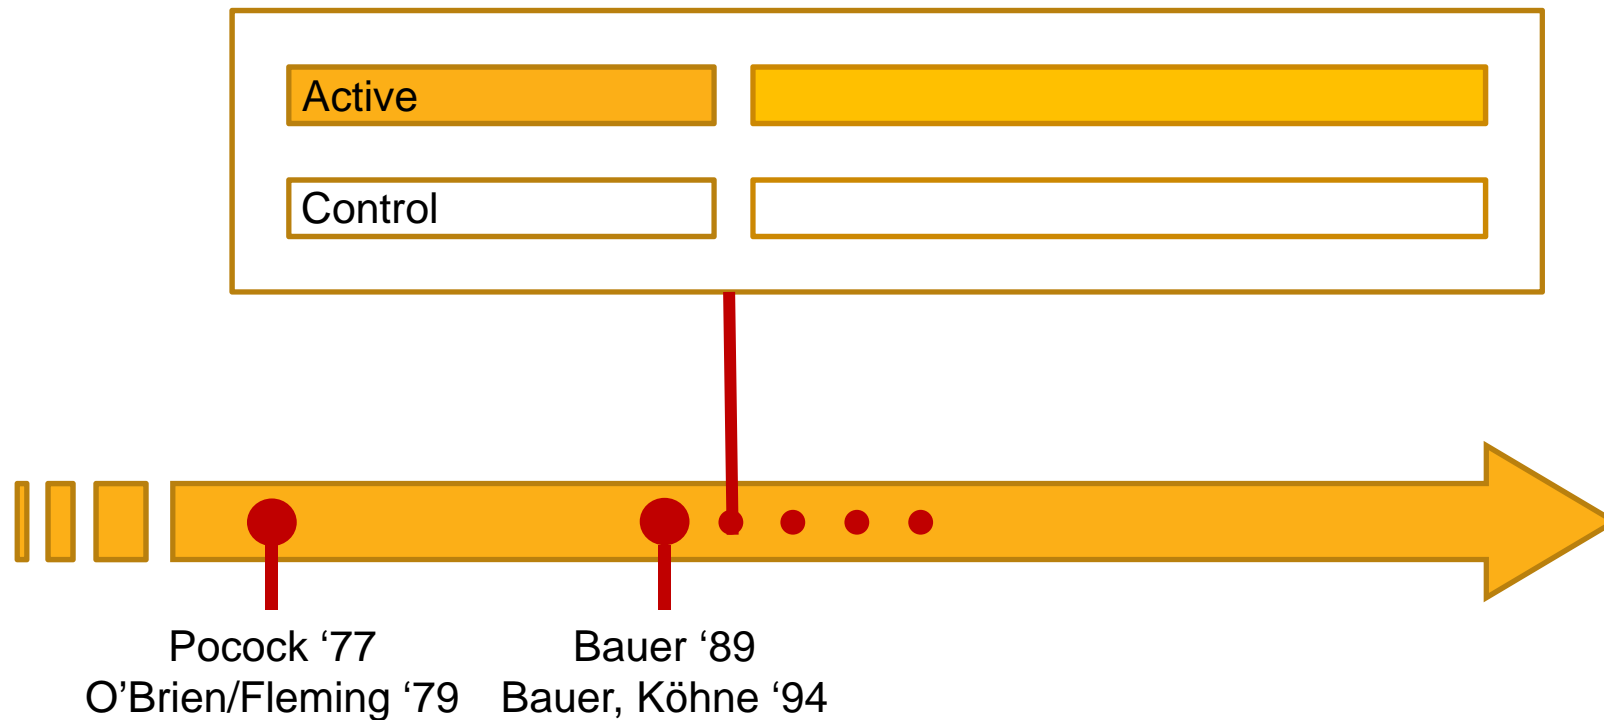 Active
Control
Pocock ‘77
O’Brien/Fleming ‘79
Bauer ‘89
Bauer, Köhne ‘94